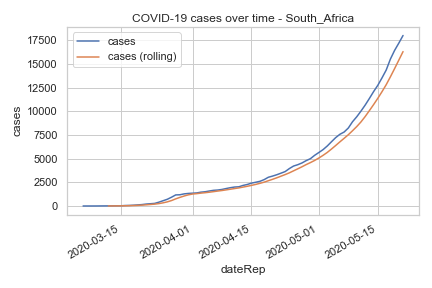 COVID-19 cases over time - South_Africa
cases
cases (rolling)
17500
15000
12500
10000
7500
5000
2500
0
cases
2020-03-15
2020-04-01
2020-04-15
2020-05-01
2020-05-15
dateRep